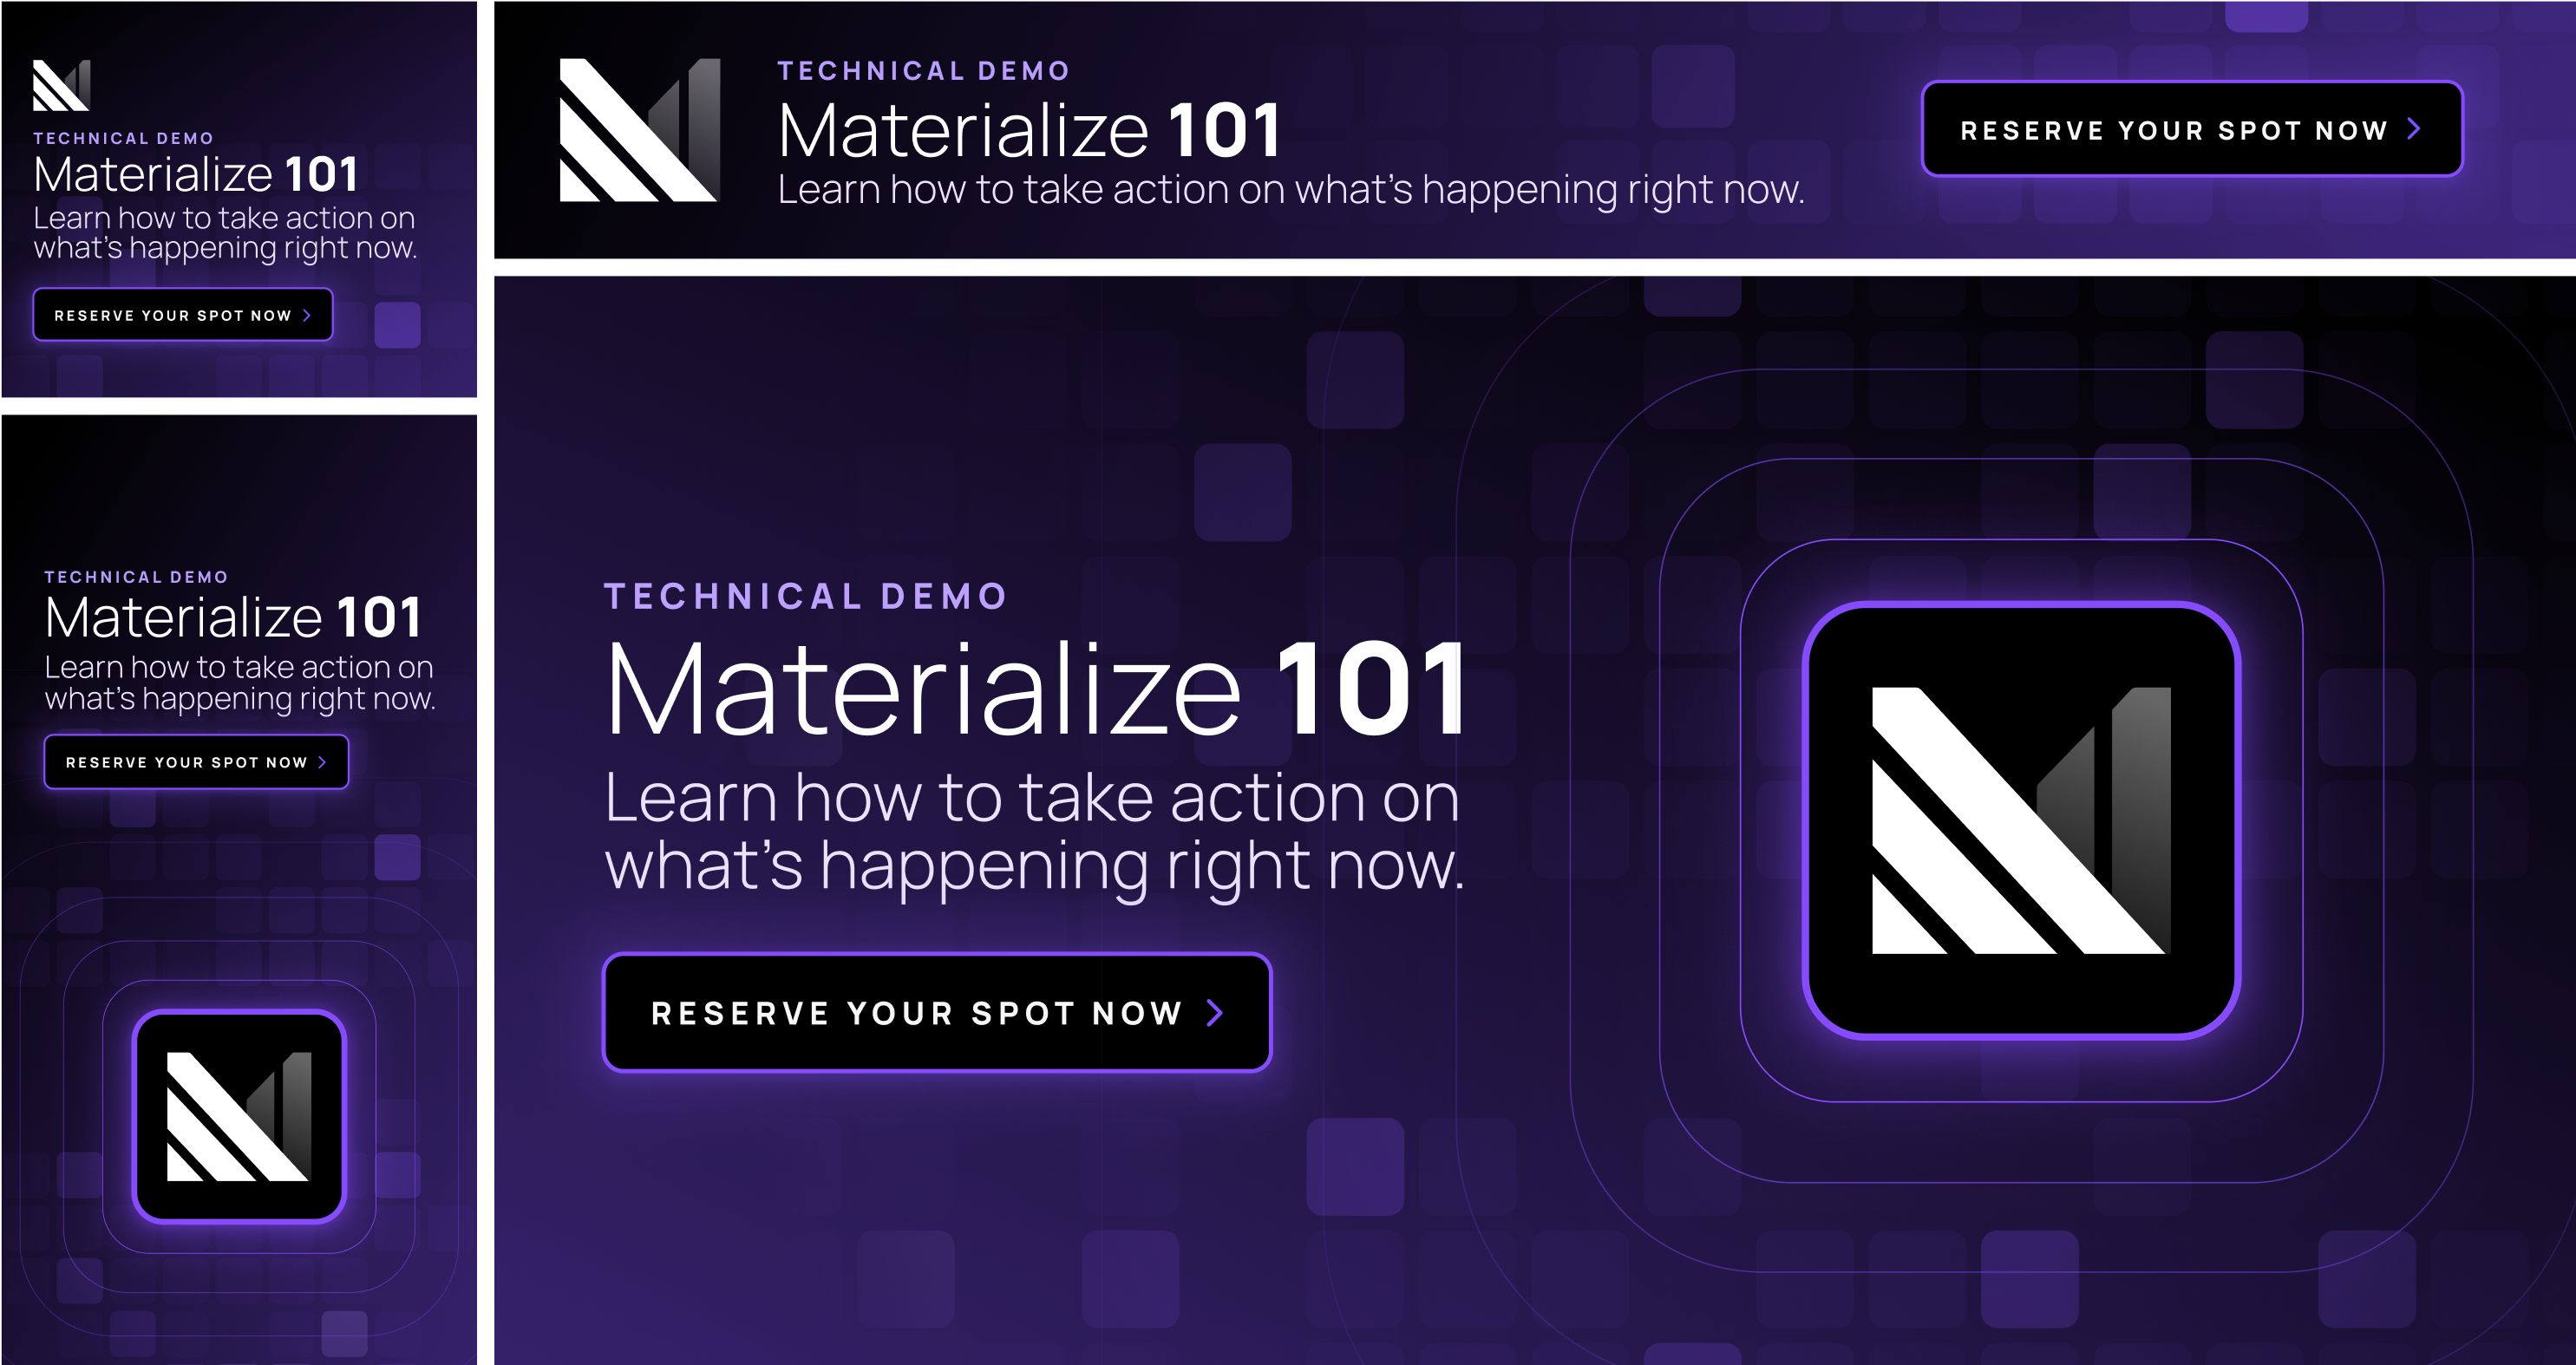 TECHNICAL DEMO
Materialize 101
Learn how to take action on
what's happening right now.
RESERVE YOUR SPOT NOW
TECHNICAL DEMO
Materialize 101
Learn how to take action on what's happening right now.
RESERVE YOUR SPOT NOW
TECHNICAL DEMO
Materialize 101
Learn how to take action on
what's happening right now.
RESERVE YOUR SPOT NOW
TECHNICAL DEMO
Materialize 101
Learn how to take action on
what's happening right now.
RESERVE YOUR SPOT NOW